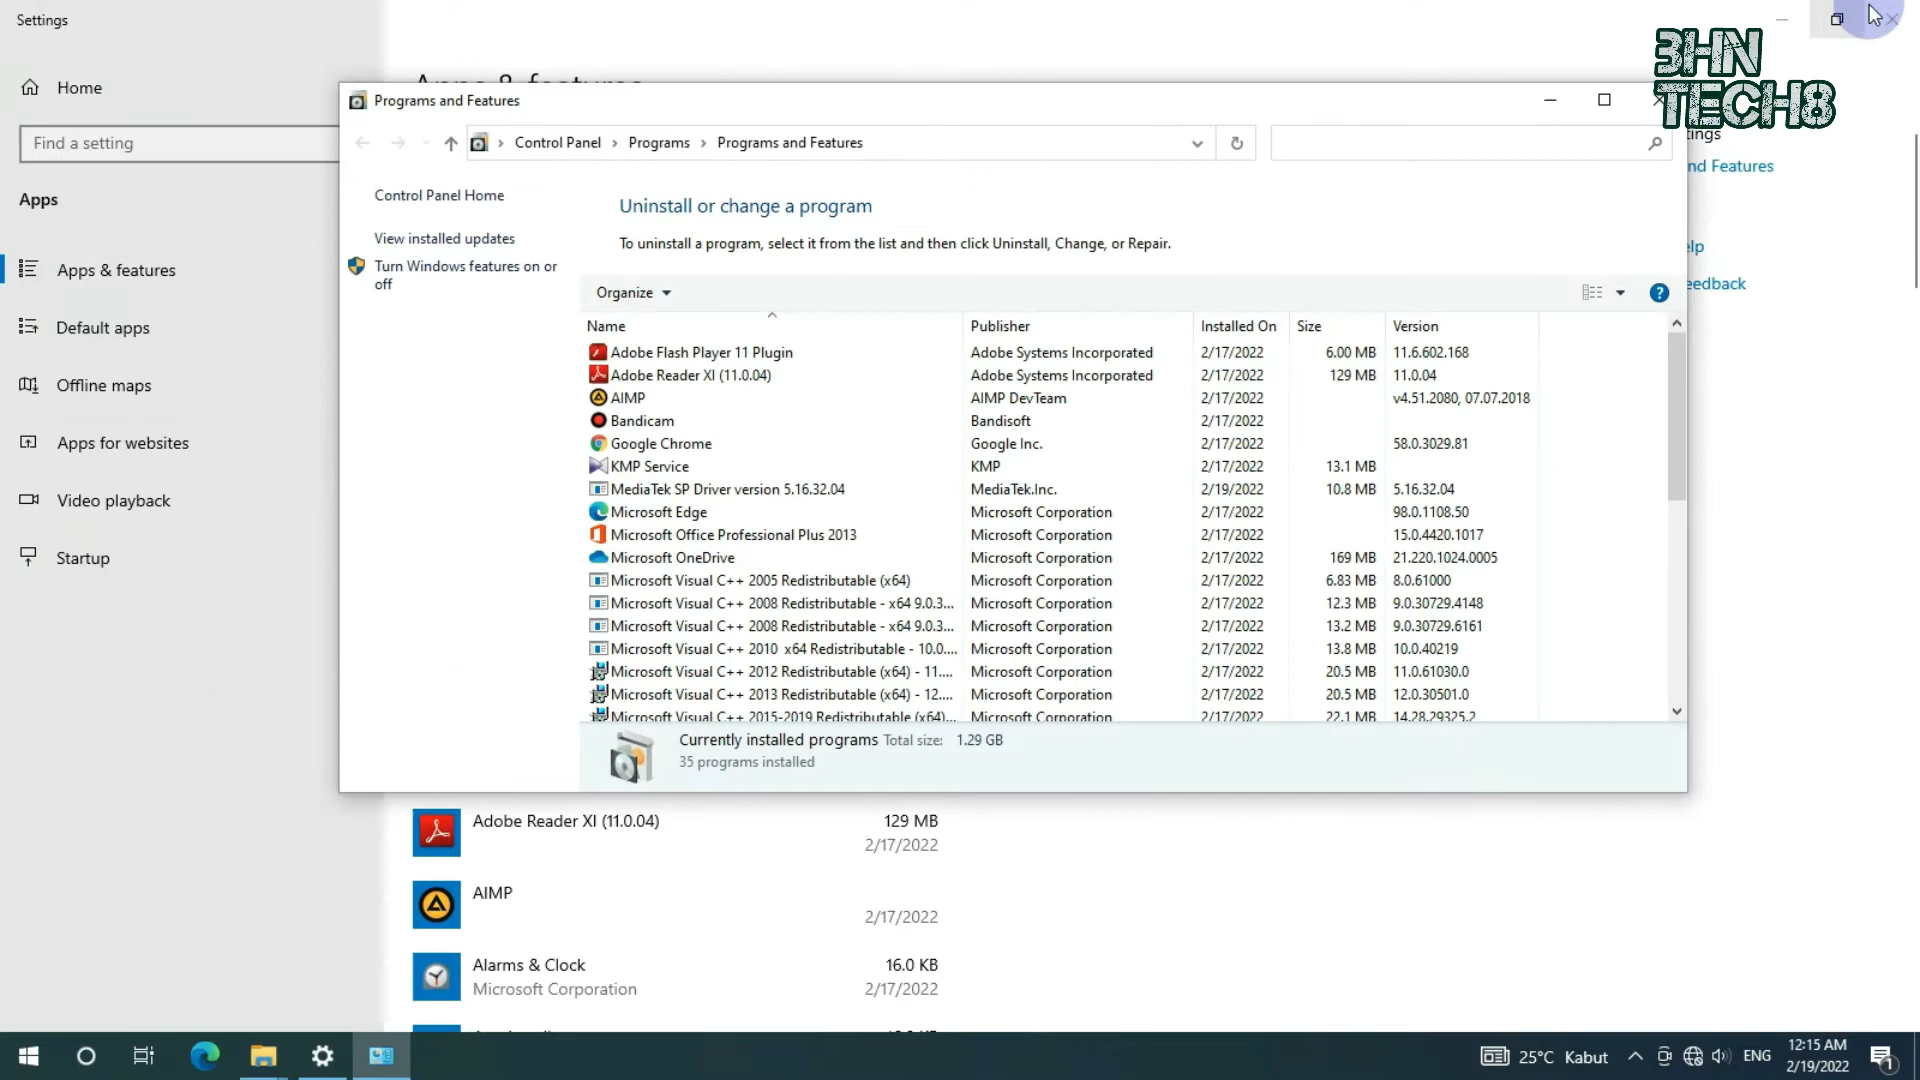 Settings
Home
Find a setting
Apps
Apps & features
Default apps
Offline maps
Apps for websites
Video playback
Startup
3HN
TECH8
Apps & features
Programs and Features
Control Panel › Programs › Programs and Features
Control Panel Home
View installed updates
Turn Windows features on or
off
Uninstall or change a program
To uninstall a program, select it from the list and then click Uninstall, Change, or Repair.
Organize
Name Publisher Installed On Size Version
Adobe Flash Player 11 Plugin Adobe Systems Incorporated 2/17/2022 6.00 MB 11.6.602.168
Adobe Reader XI (11.0.04) Adobe Systems Incorporated 2/17/2022 129 MB 11.0.04
AIMP AIMP DevTeam 2/17/2022 v4.51.2080, 07.07.2018
Bandicam Bandisoft 2/17/2022
Google Chrome Google Inc. 2/17/2022 58.0.3029.81
KMP Service KMP 2/17/2022 13.1 MB
MediaTek SP Driver version 5.16.32.04 MediaTek.Inc. 2/19/2022 10.8 MB 5.16.32.04
Microsoft Edge Microsoft Corporation 2/17/2022 98.0.1108.50
Microsoft Office Professional Plus 2013 Microsoft Corporation 2/17/2022 15.0.4420.1017
Microsoft OneDrive Microsoft Corporation 2/17/2022 169 MB 21.220.1024.0005
Microsoft Visual C++ 2005 Redistributable (x64) Microsoft Corporation 2/17/2022 6.83 MB 8.0.61000
Microsoft Visual C++ 2008 Redistributable - x64 9.0.3... Microsoft Corporation 2/17/2022 12.3 MB 9.0.30729.4148
Microsoft Visual C++ 2008 Redistributable - x64 9.0.3... Microsoft Corporation 2/17/2022 13.2 MB 9.0.30729.6161
Microsoft Visual C++ 2010 x64 Redistributable - 10.0.... Microsoft Corporation 2/17/2022 13.8 MB 10.0.40219
Microsoft Visual C++ 2012 Redistributable (x64) - 11.... Microsoft Corporation 2/17/2022 20.5 MB 11.0.61030.0
Microsoft Visual C++ 2013 Redistributable (x64) - 12.... Microsoft Corporation 2/17/2022 20.5 MB 12.0.30501.0
Microsoft Visual C++ 2015-2019 Redistributable (x64)... Microsoft Corporation 2/17/2022 22.1 MB 14.28.29325.2
Currently installed programs Total size: 1.29 GB
35 programs installed
tings
nd Features
elp
eedback
Adobe Reader XI (11.0.04) 129 MB
2/17/2022
AIMP
2/17/2022
Alarms & Clock 16.0 KB
Microsoft Corporation 2/17/2022
25°C Kabut ENG
12:15 AM
2/19/2022
1